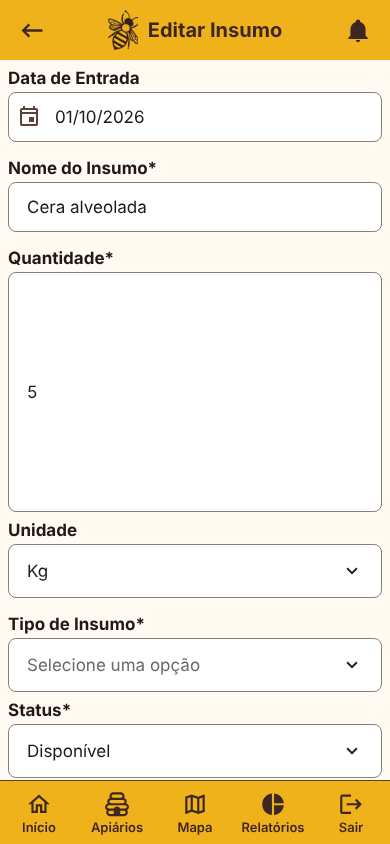 Editar Insumo
Data de Entrada
01/10/2026
Nome do Insumo*
Cera alveolada
Quantidade*
5
Unidade
Kg
Tipo de Insumo*
Selecione uma opção
Status*
Disponível
Início Apiários Mapa Relatórios Sair